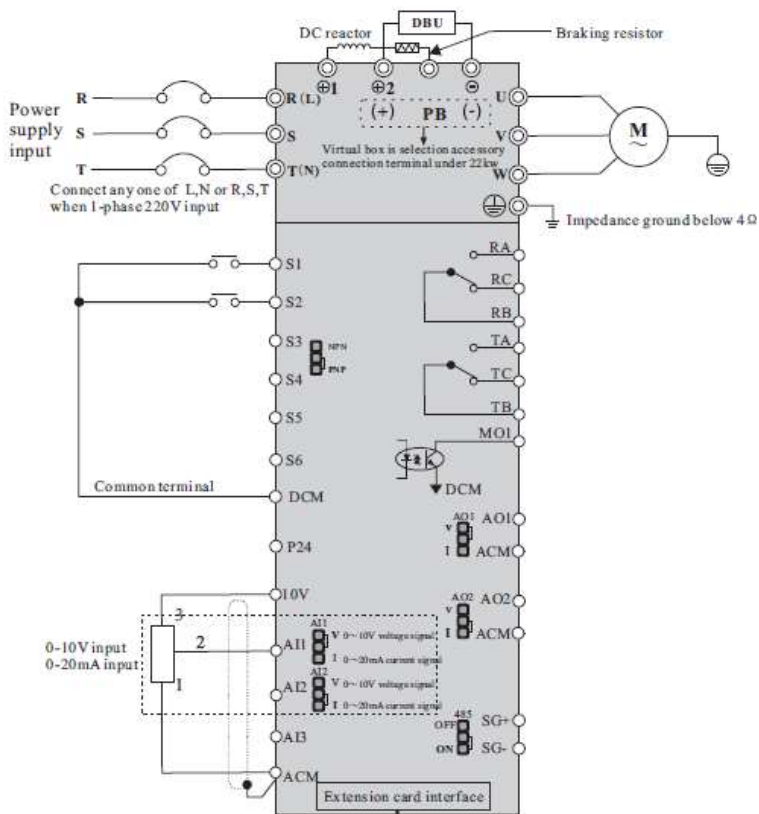 DBU
DC reactor
Braking resistor
⊕1
⊕2
⊖
(+) PB (-)
Virtual box is selection accessory
connection terminal under 22kw
Power
supply
input
R
S
T
R(L)
S
T(N)
Connect any one of L,N or R,S,T
when 1-phase 220V input
U
V
W
M
~
Impedance ground below 4Ω
S1
S2
S3
S4
S5
S6
NPN
PNP
Common terminal
DCM
P24
10V
RA
RC
RB
TA
TC
TB
MO1
DCM
AO1
V
I
AO1
ACM
AO2
V
I
AO2
ACM
0-10V input
0-20mA input
3
2
1
AI1
AI1
V 0~10V voltage signal
I 0~20mA current signal
AI2
AI2
V 0~10V voltage signal
I 0~20mA current signal
AI3
ACM
485
OFF
ON
SG+
SG-
Extension card interface